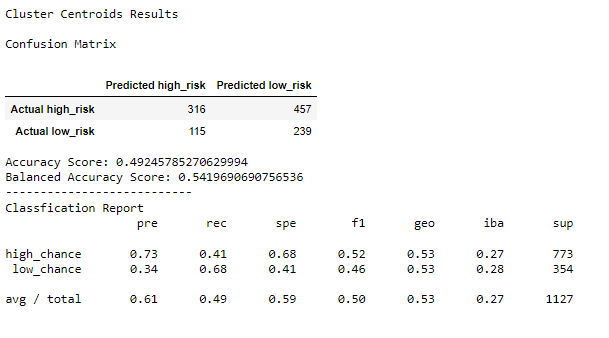 Cluster Centroids Results
Confusion Matrix
Predicted high_risk Predicted low_risk
Actual high_risk 316 457
Actual low_risk 115 239
Accuracy Score: 0.49245785270629994
Balanced Accuracy Score: 0.5419690690756536
---------------------------
Classfication Report
pre rec spe f1 geo iba sup
high_chance 0.73 0.41 0.68 0.52 0.53 0.27 773
low_chance 0.34 0.68 0.41 0.46 0.53 0.28 354
avg / total 0.61 0.49 0.59 0.50 0.53 0.27 1127